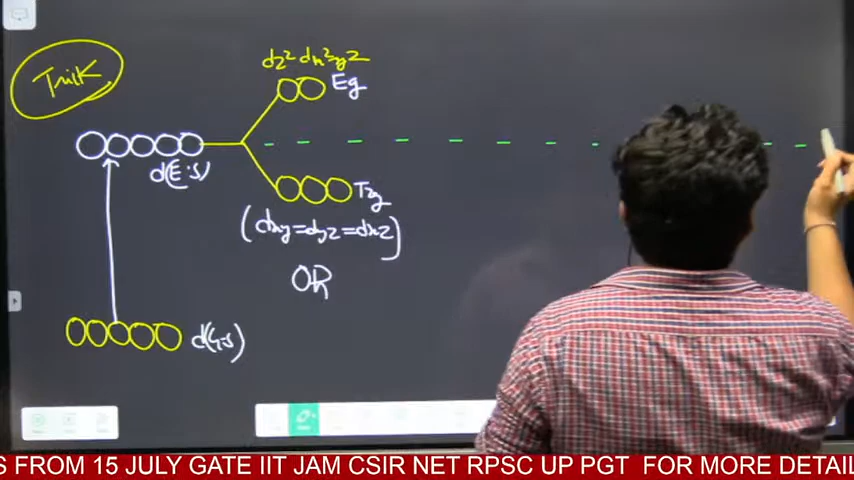 Trick
dz² dx²-y²
Eg
d(E·S)
T2g
(dxy = dyz = dxz)
OR
d(G·S)
S FROM 15 JULY GATE IIT JAM CSIR NET RPSC UP PGT FOR MORE DETAIL